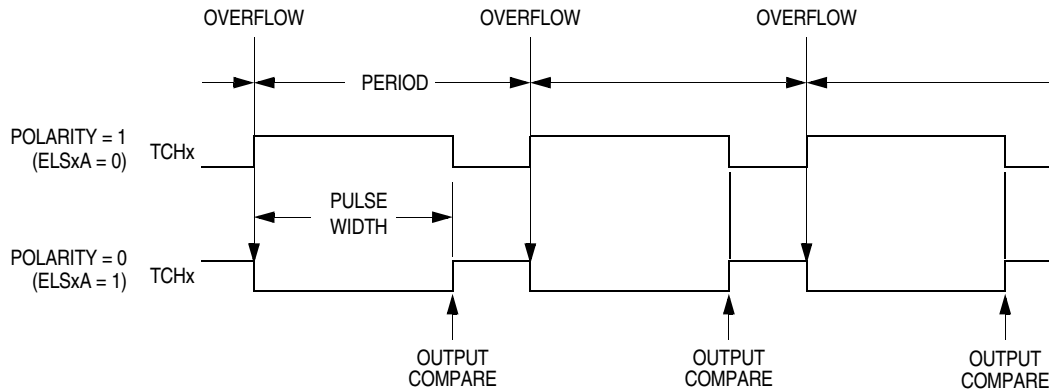 OVERFLOW
OVERFLOW
OVERFLOW
PERIOD
POLARITY = 1
(ELSxA = 0)
TCHx
PULSE
WIDTH
POLARITY = 0
(ELSxA = 1)
TCHx
OUTPUT
COMPARE
OUTPUT
COMPARE
OUTPUT
COMPARE